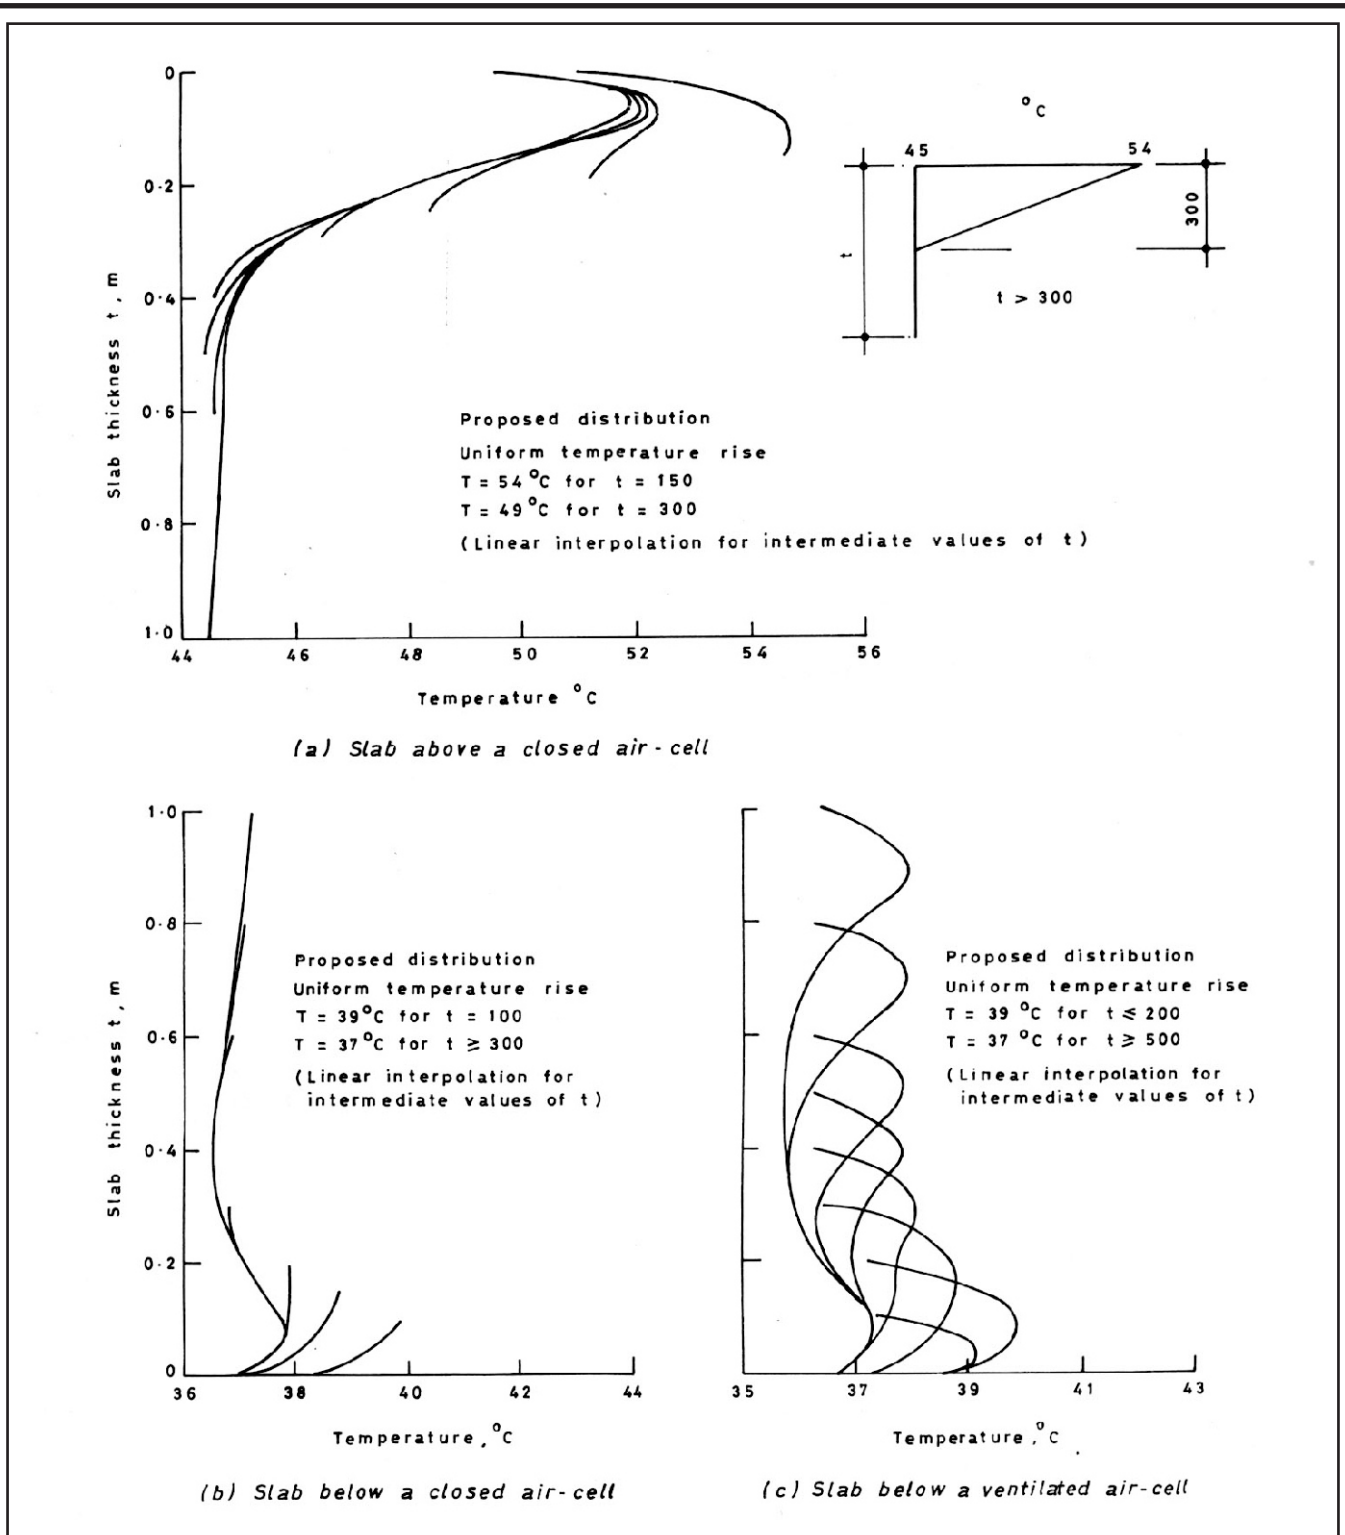 0
0·2
0·4
0·6
0·8
1·0
Slab thickness t, m
44 46 48 50 52 54 56
Temperature °C
°C
45 54
300
t
t > 300
Proposed distribution
Uniform temperature rise
T = 54 °C for t = 150
T = 49 °C for t = 300
(Linear interpolation for intermediate values of t)
(a) Slab above a closed air-cell
1·0
0·8
0·6
0·4
0·2
0
Slab thickness t, m
36 38 40 42 44
Temperature, °C
Proposed distribution
Uniform temperature rise
T = 39°C for t = 100
T = 37°C for t ≥ 300
(Linear interpolation for
intermediate values of t)
(b) Slab below a closed air-cell
Proposed distribution
Uniform temperature rise
T = 39 °C for t ≤ 200
T = 37 °C for t ≥ 500
(Linear interpolation for
intermediate values of t)
35 37 39 41 43
Temperature, °C
(c) Slab below a ventilated air-cell